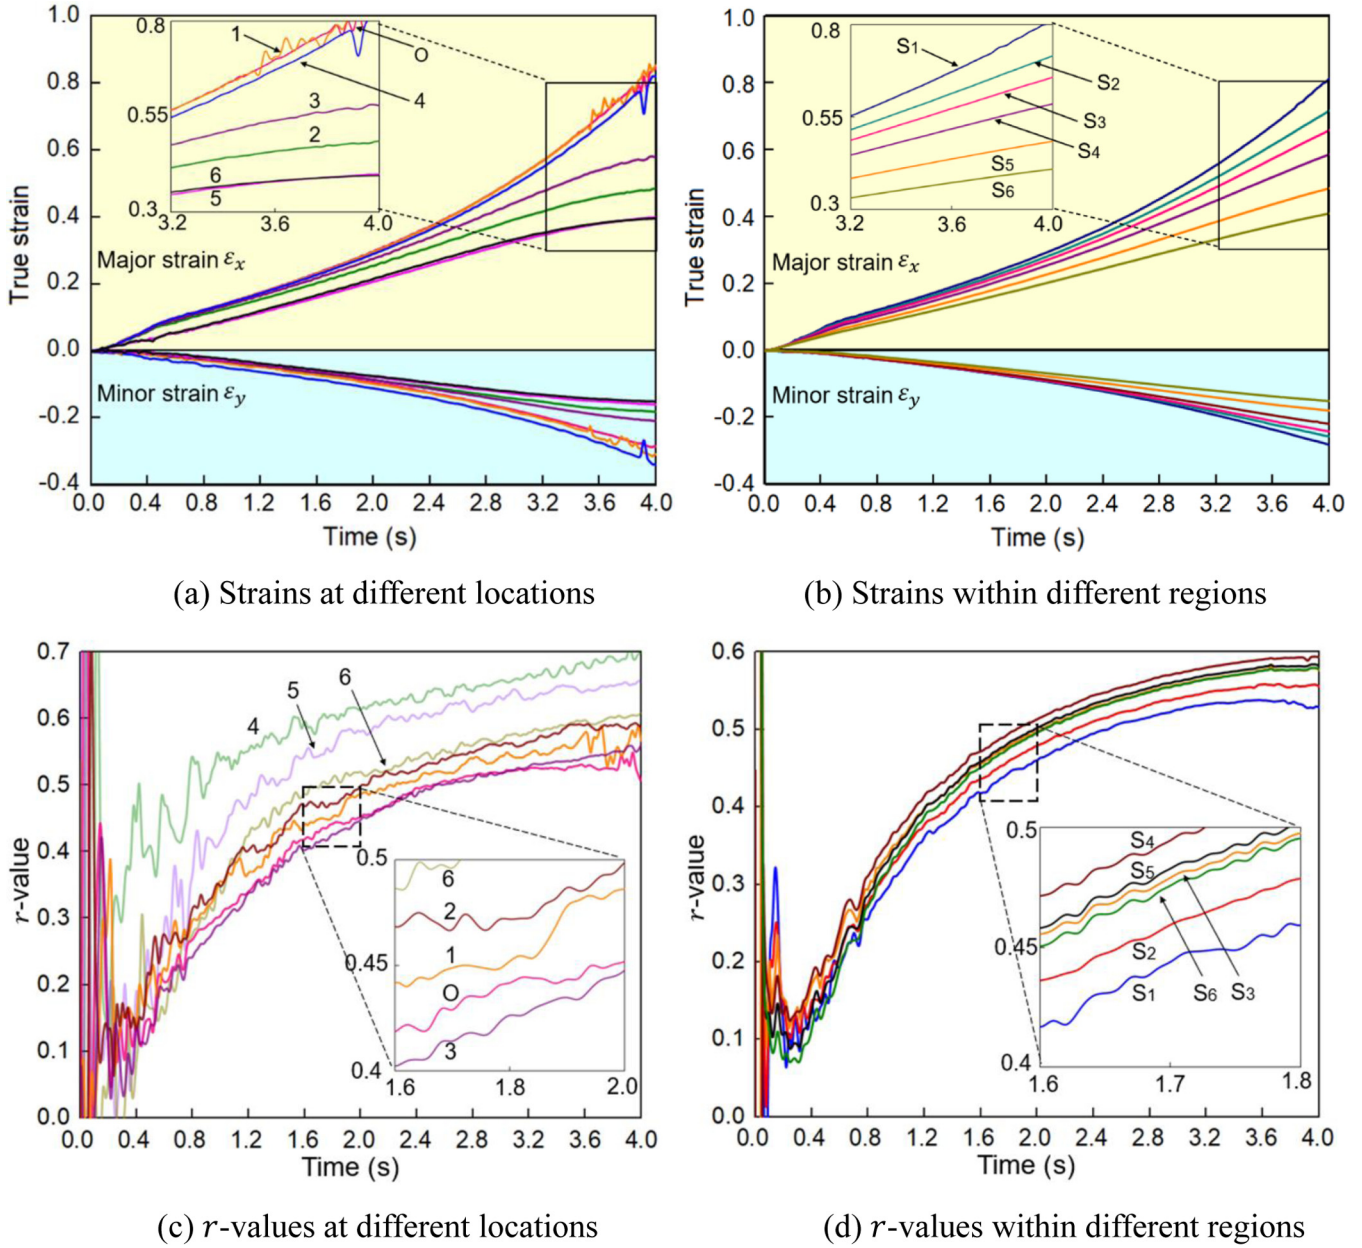 1.0
0.8
0.6
0.4
0.2
0.0
-0.2
-0.4
True strain
0.8
0.55
0.3
3.2
3.6
4.0
1
O
4
3
2
6
5
Major strain εx
Minor strain εy
0.0 0.4 0.8 1.2 1.6 2.0 2.4 2.8 3.2 3.6 4.0
Time (s)
(a) Strains at different locations
1.0
0.8
0.6
0.4
0.2
0.0
-0.2
-0.4
True strain
0.8
0.55
0.3
3.2
3.6
4.0
S1
S2
S3
S4
S5
S6
Major strain εx
Minor strain εy
0.0 0.4 0.8 1.2 1.6 2.0 2.4 2.8 3.2 3.6 4.0
Time (s)
(b) Strains within different regions
0.7
0.6
0.5
0.4
0.3
0.2
0.1
0.0
r-value
4
5
6
0.5
0.45
0.4
6
2
1
O
3
1.6
1.8
2.0
0.0 0.4 0.8 1.2 1.6 2.0 2.4 2.8 3.2 3.6 4.0
Time (s)
(c) r-values at different locations
0.6
0.5
0.4
0.3
0.2
0.1
0.0
r-value
0.5
0.45
0.4
S4
S5
S2
S1
S6
S3
1.6
1.7
1.8
0.0 0.4 0.8 1.2 1.6 2.0 2.4 2.8 3.2 3.6 4.0
Time (s)
(d) r-values within different regions